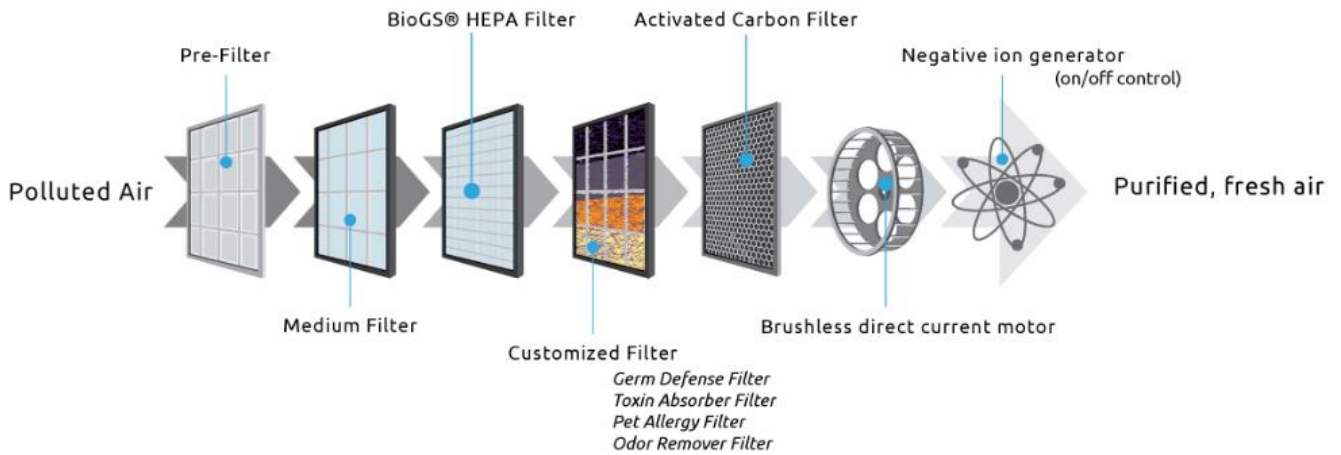 BioGS® HEPA Filter
Activated Carbon Filter
Pre-Filter
Negative ion generator
(on/off control)
Polluted Air
Purified, fresh air
Medium Filter
Brushless direct current motor
Customized Filter
Germ Defense Filter
Toxin Absorber Filter
Pet Allergy Filter
Odor Remover Filter